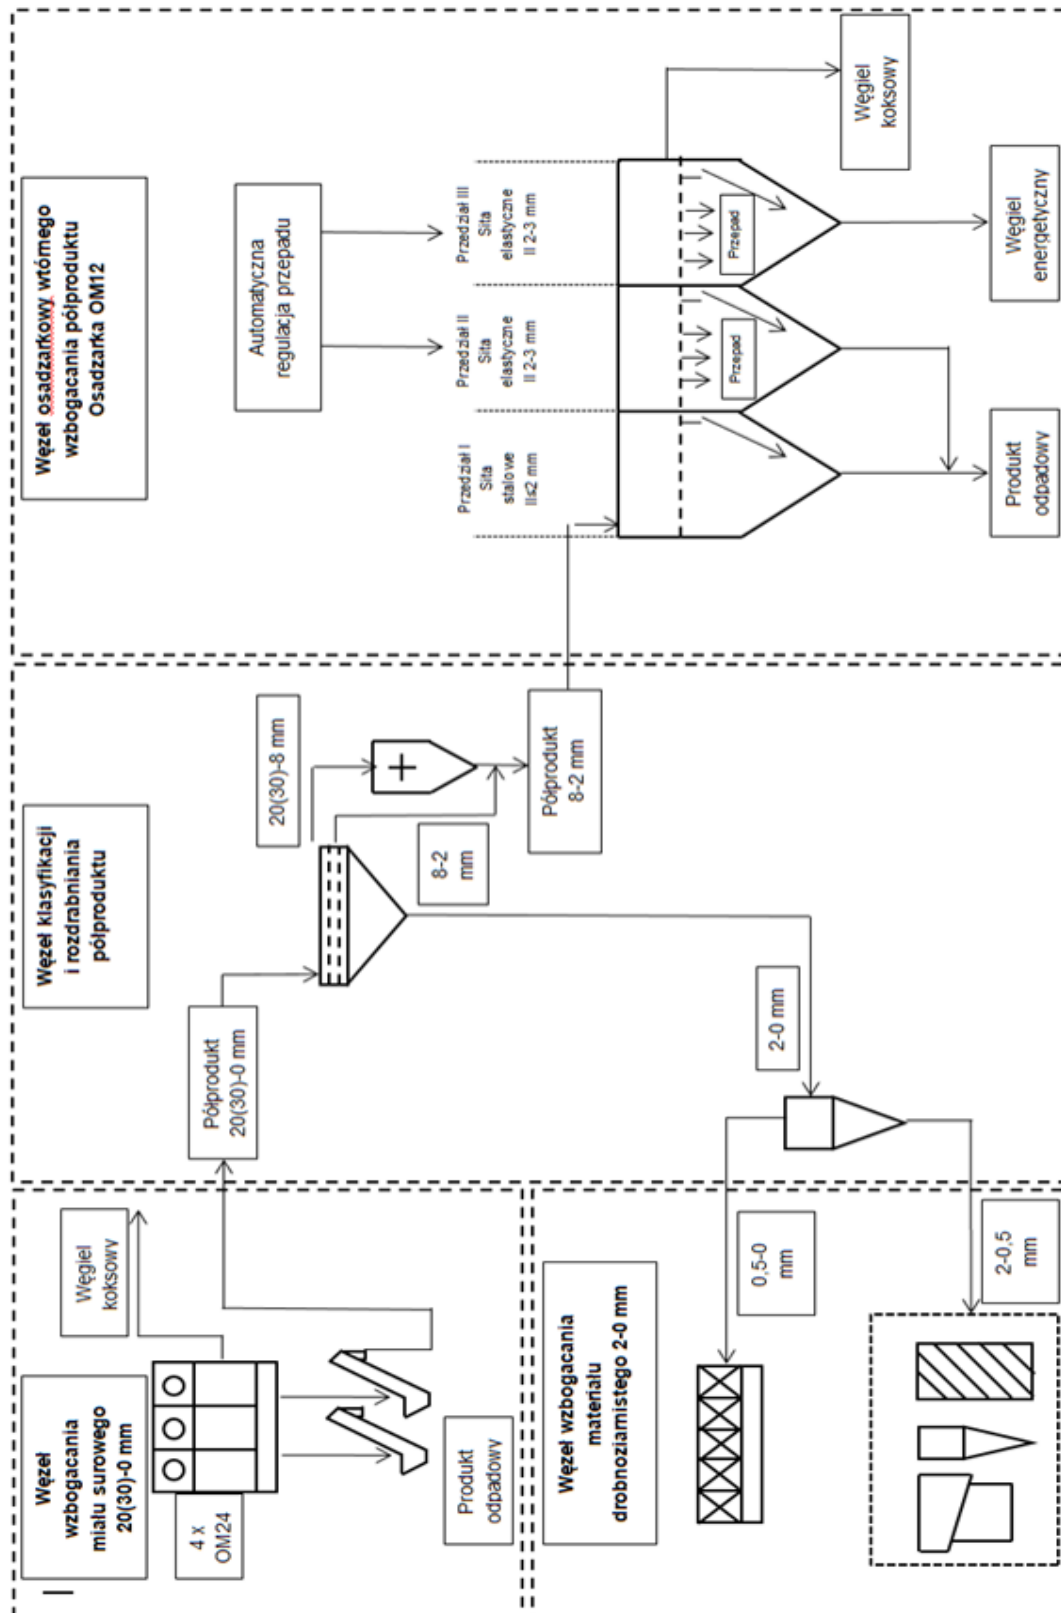 Węzeł
wzbogacania
miału surowego
20(30)-0 mm
4 x
OM24
Węgiel
koksowy
Produkt
odpadowy
Węzeł klasyfikacji
i rozdrabniania
półproduktu
Półprodukt
20(30)-0 mm
20(30)-8 mm
8-2
mm
Półprodukt
8-2 mm
2-0 mm
Węzeł wzbogacania
materiału
drobnoziarnistego 2-0 mm
0,5-0
mm
2-0,5
mm
Węzeł osadzarkowy wtórnego
wzbogacania półproduktu
Osadzarka OM12
Automatyczna
regulacja przepadu
Przedział I
Sita
stalowe
II≤2 mm
Przedział II
Sita
elastyczne
II 2-3 mm
Przedział III
Sita
elastyczne
II 2-3 mm
Przepad
Przepad
Węgiel
koksowy
Produkt
odpadowy
Węgiel
energetyczny